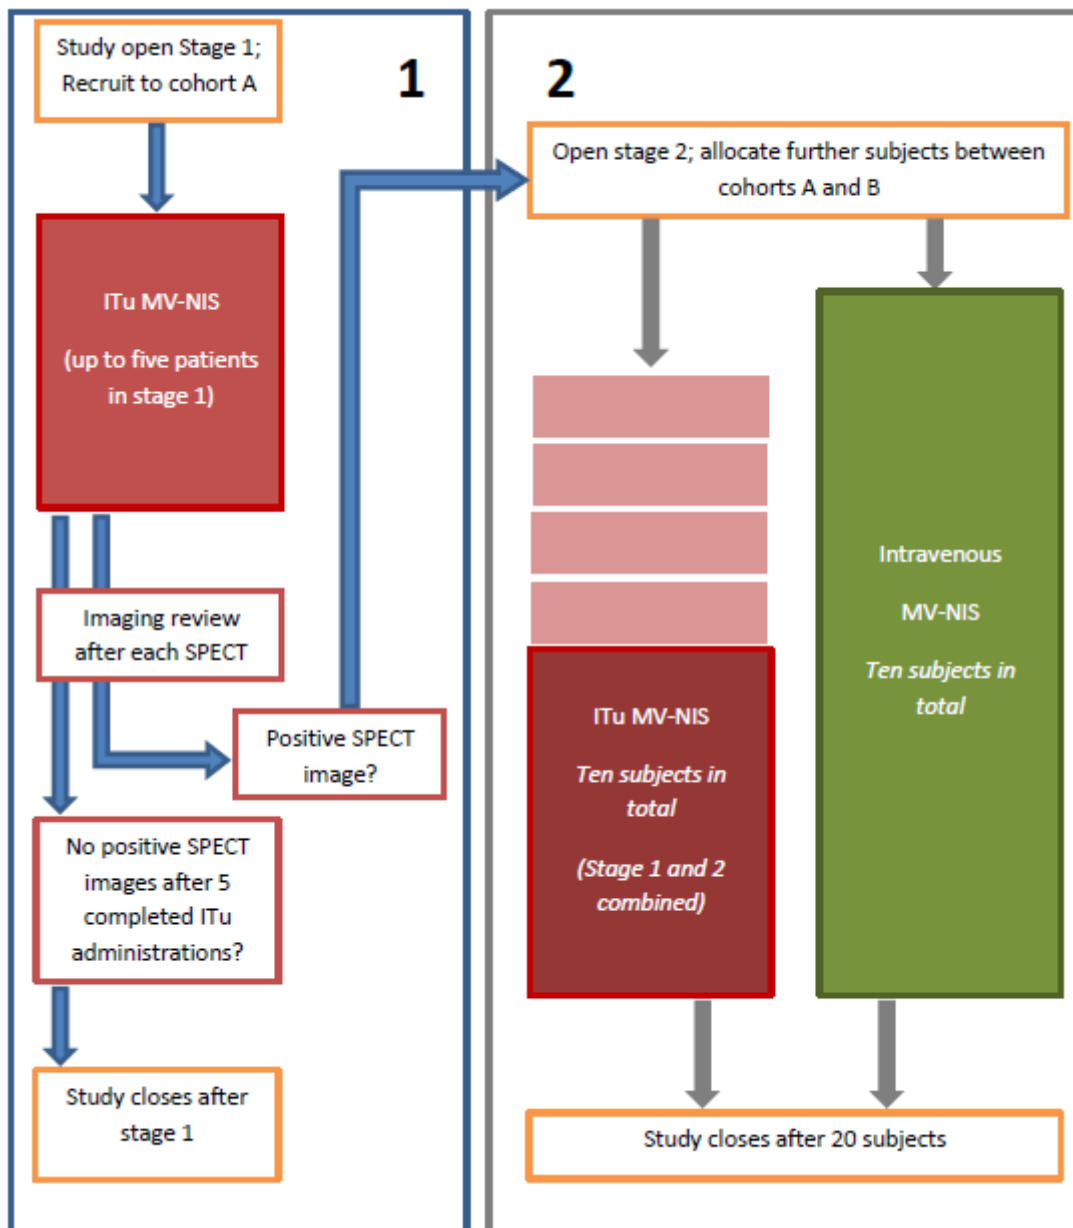 Study open Stage 1;
Recruit to cohort A
1
ITu MV-NIS
(up to five patients
in stage 1)
Imaging review
after each SPECT
Positive SPECT
image?
No positive SPECT
images after 5
completed ITu
administrations?
Study closes after
stage 1
2
Open stage 2; allocate further subjects between
cohorts A and B
ITu MV-NIS
Ten subjects in
total
(Stage 1 and 2
combined)
Intravenous
MV-NIS
Ten subjects in
total
Study closes after 20 subjects